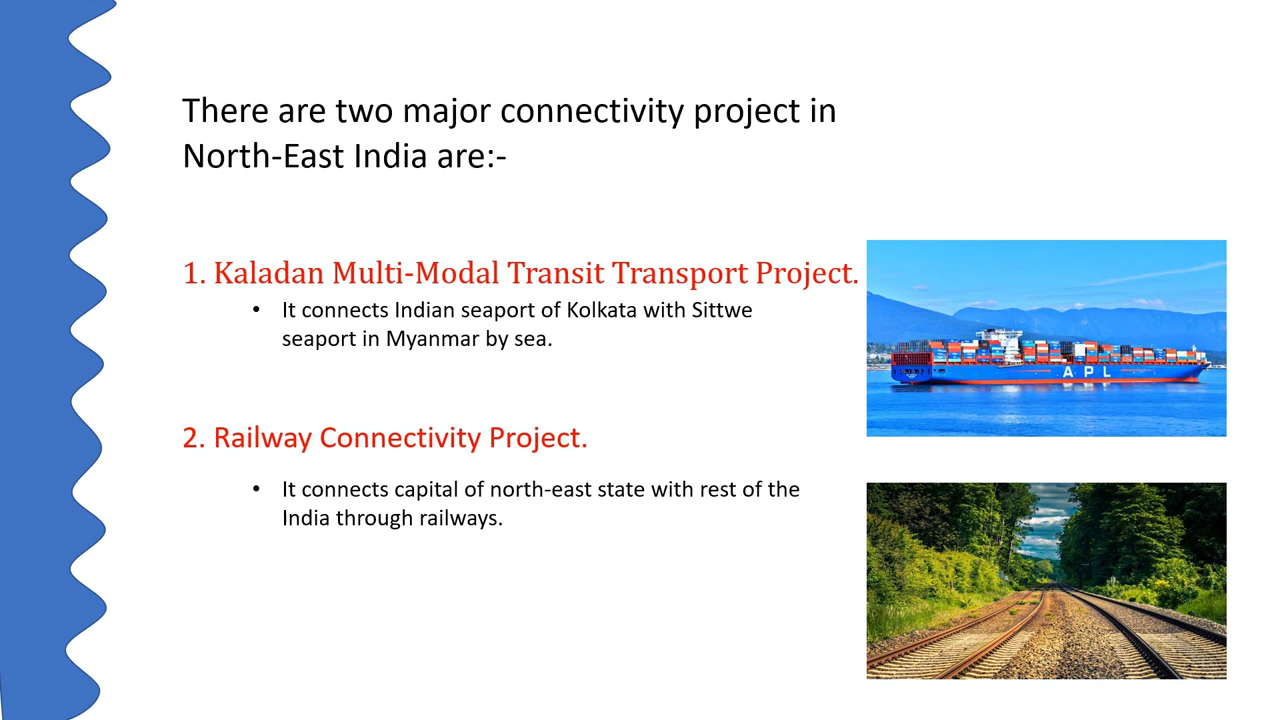 There are two major connectivity project in
North-East India are:-
1. Kaladan Multi-Modal Transit Transport Project.
• It connects Indian seaport of Kolkata with Sittwe
seaport in Myanmar by sea.
APL
2. Railway Connectivity Project.
• It connects capital of north-east state with rest of the
India through railways.